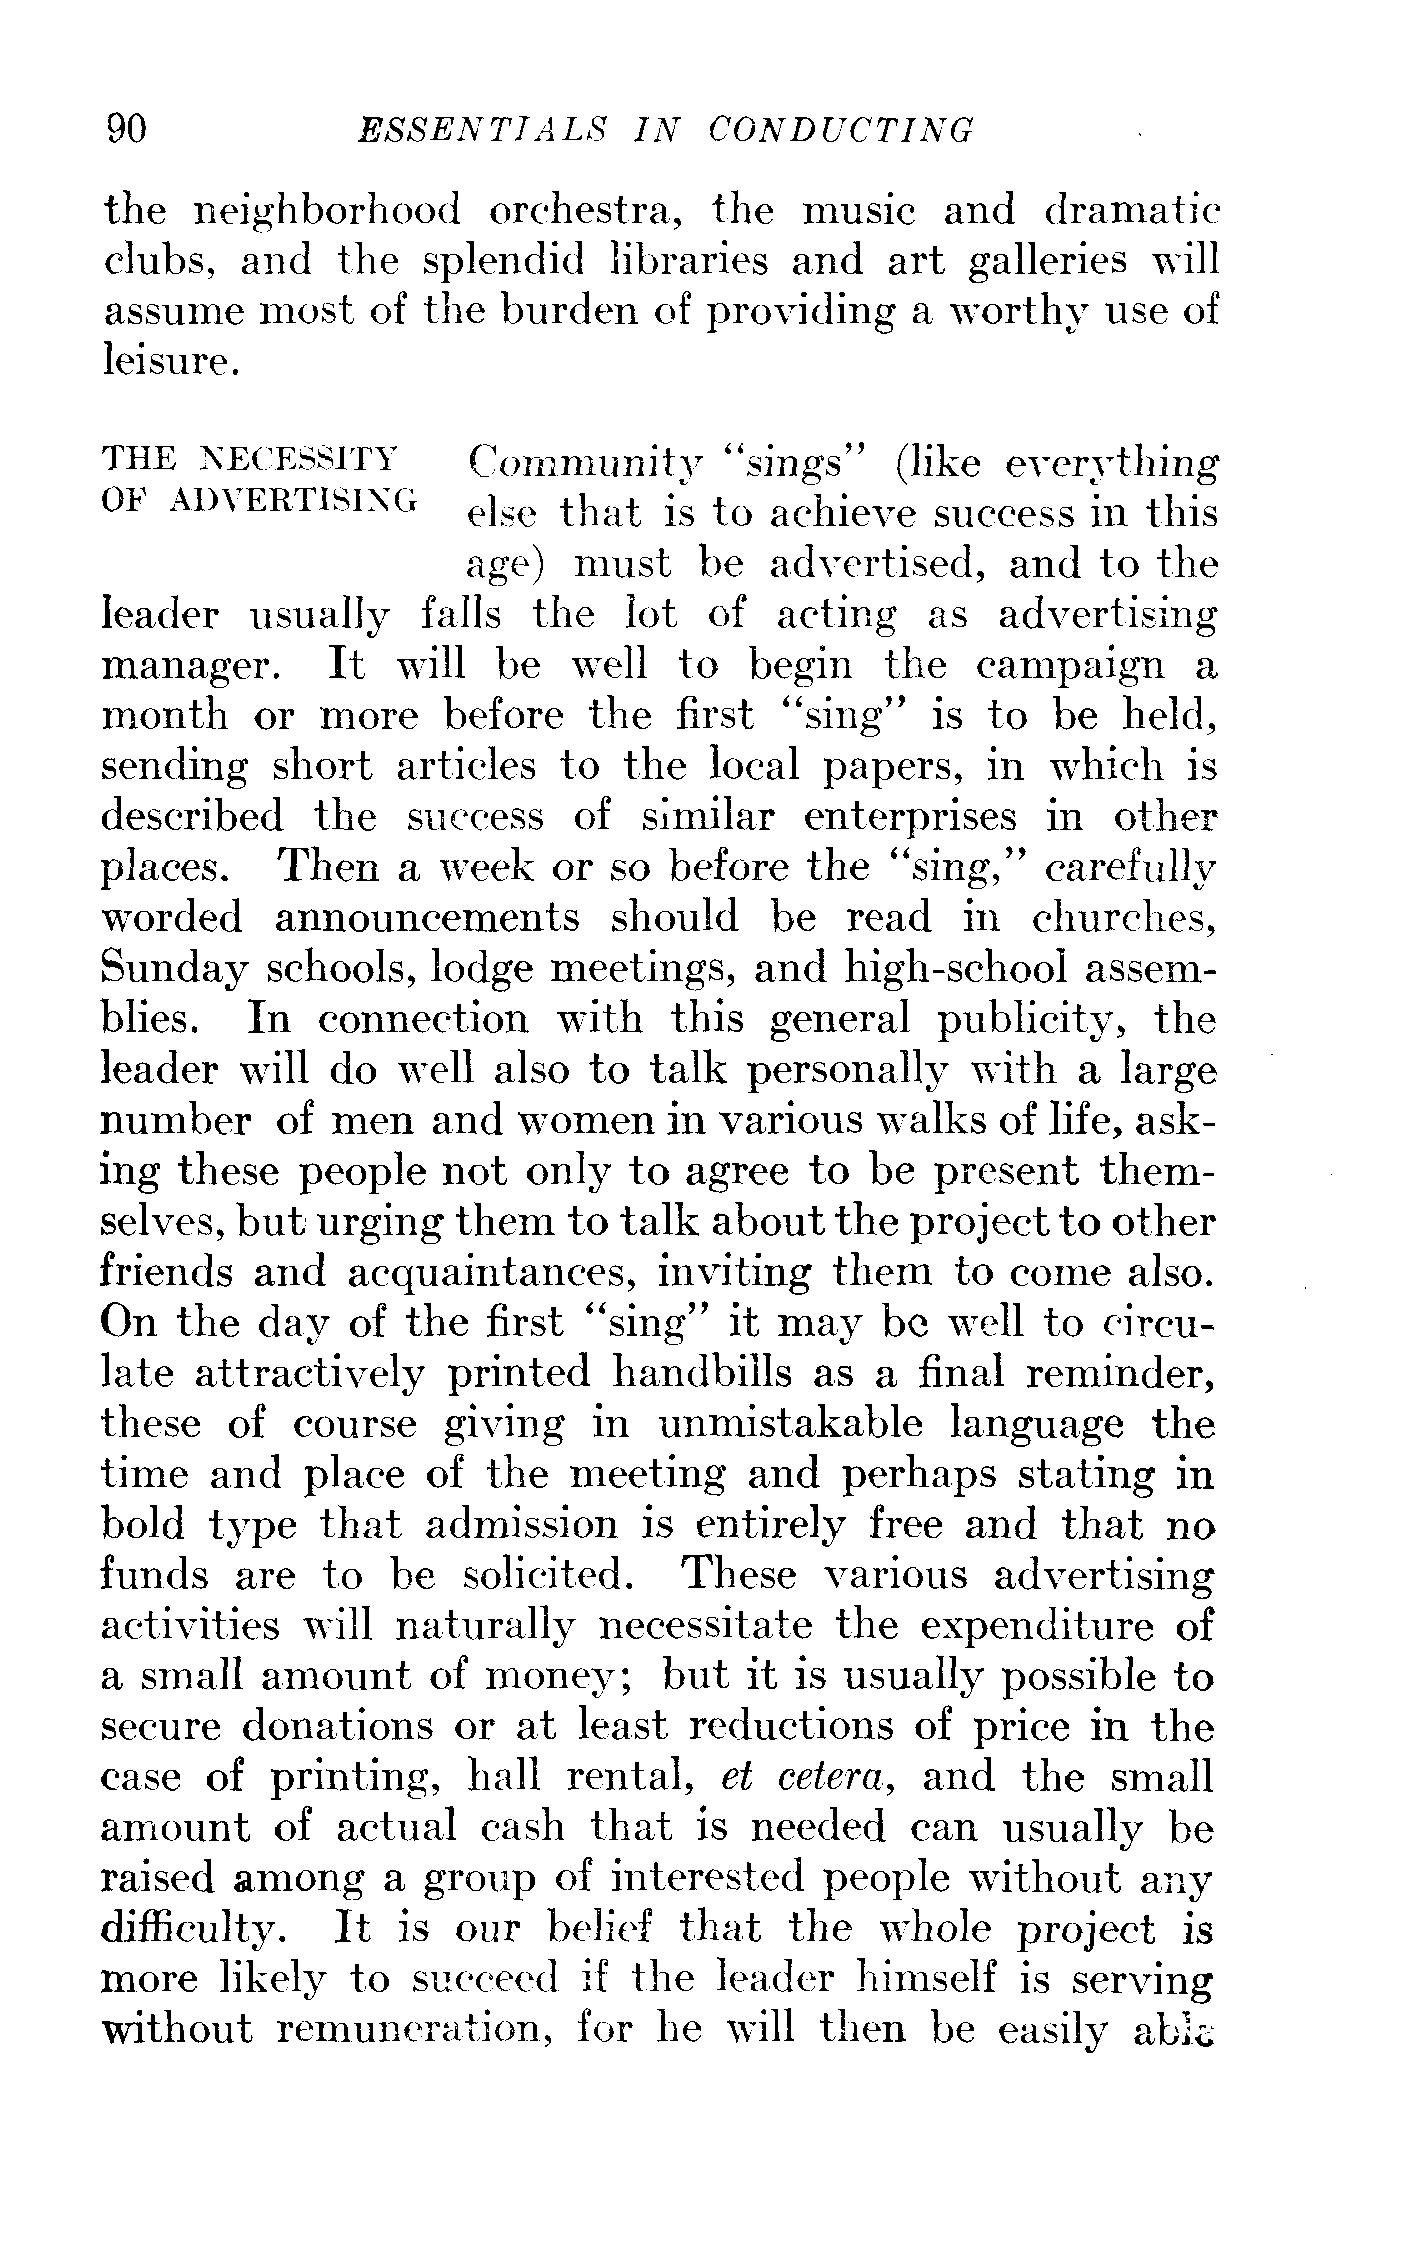 90 ESSENTIALS IN CONDUCTING
the neighborhood orchestra, the music and dramatic
clubs, and the splendid libraries and art galleries will
assume most of the burden of providing a worthy use of
leisure.
THE NECESSITY
OF ADVERTISING
Community “sings” (like everything
else that is to achieve success in this
age) must be advertised, and to the
leader usually falls the lot of acting as advertising
manager. It will be well to begin the campaign a
month or more before the first “sing” is to be held,
sending short articles to the local papers, in which is
described the success of similar enterprises in other
places. Then a week or so before the “sing,” carefully
worded announcements should be read in churches,
Sunday schools, lodge meetings, and high-school assem-
blies. In connection with this general publicity, the
leader will do well also to talk personally with a large
number of men and women in various walks of life, ask-
ing these people not only to agree to be present them-
selves, but urging them to talk about the project to other
friends and acquaintances, inviting them to come also.
On the day of the first “sing” it may be well to circu-
late attractively printed handbills as a final reminder,
these of course giving in unmistakable language the
time and place of the meeting and perhaps stating in
bold type that admission is entirely free and that no
funds are to be solicited. These various advertising
activities will naturally necessitate the expenditure of
a small amount of money; but it is usually possible to
secure donations or at least reductions of price in the
case of printing, hall rental, et cetera, and the small
amount of actual cash that is needed can usually be
raised among a group of interested people without any
difficulty. It is our belief that the whole project is
more likely to succeed if the leader himself is serving
without remuneration, for he will then be easily able